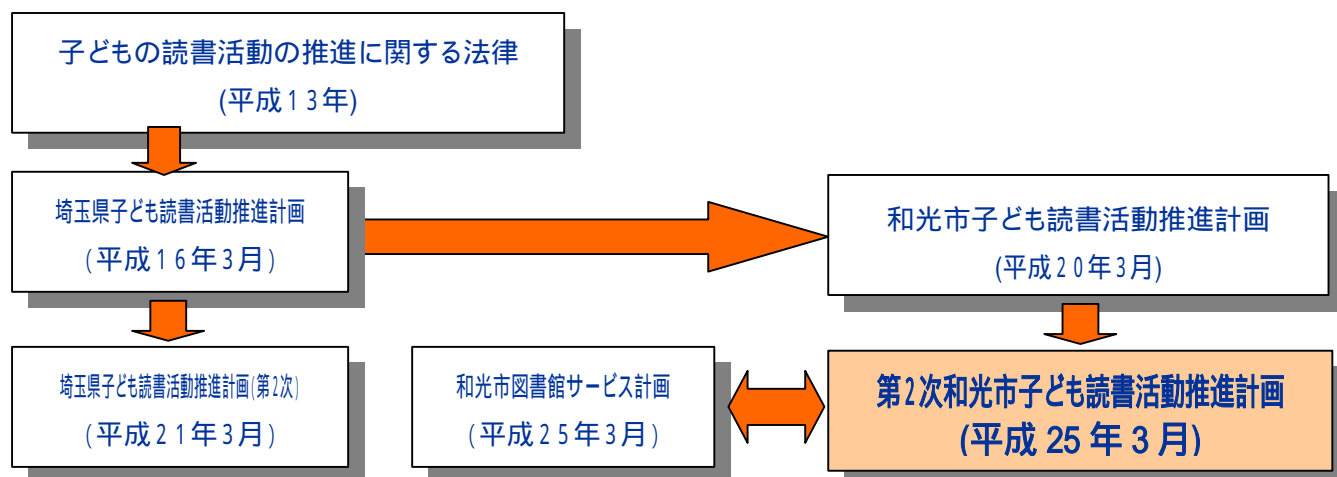 子どもの読書活動の推進に関する法律
(平成13年)
埼玉県子ども読書活動推進計画
(平成16年3月)
和光市子ども読書活動推進計画
(平成20年3月)
埼玉県子ども読書活動推進計画(第2次)
(平成21年3月)
和光市図書館サービス計画
(平成25年3月)
第2次和光市子ども読書活動推進計画
(平成 25 年 3 月)